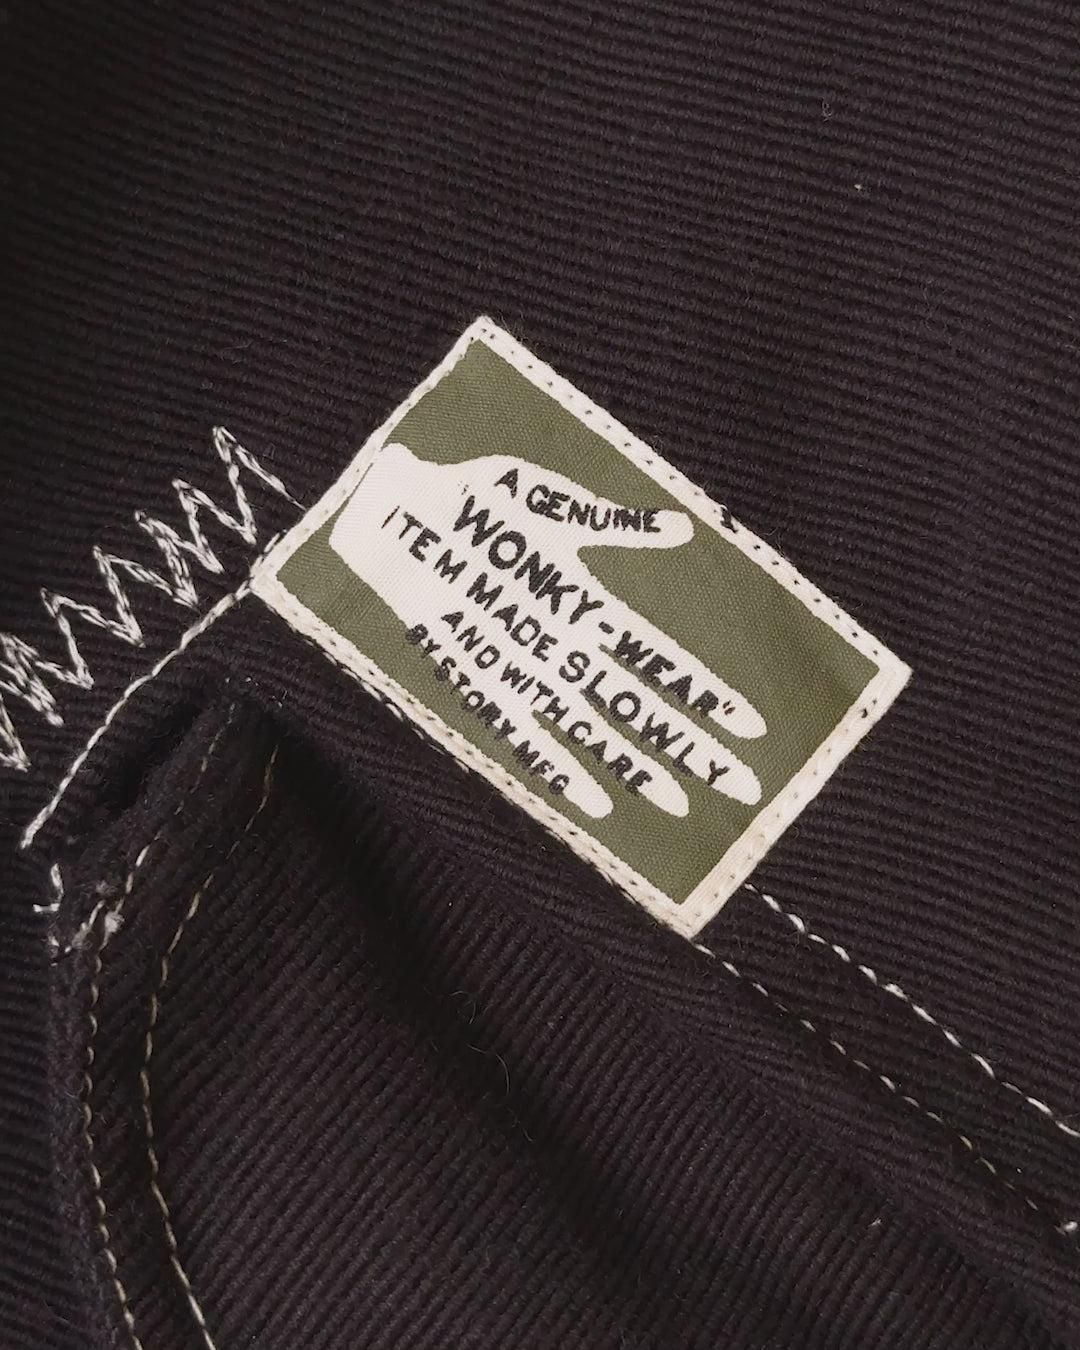 A GENUINE
"WONKY-WEAR"
ITEM MADE SLOWLY
AND WITH CARE
BY STORY MFG